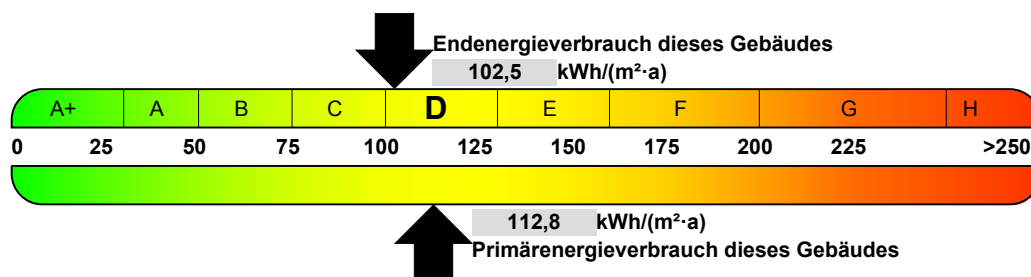 Endenergieverbrauch dieses Gebäudes
102,5 kWh/(m²·a)
A+ A B C D E F G H
0 25 50 75 100 125 150 175 200 225 >250
112,8 kWh/(m²·a)
Primärenergieverbrauch dieses Gebäudes